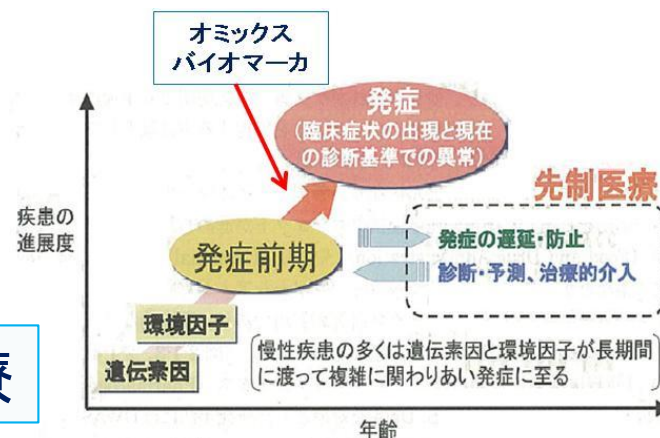 オミックス
バイオマーカ
発症
(臨床症状の出現と現在
の診断基準での異常)
先制医療
疾患の
進展度
発症前期
発症の遅延・防止
診断・予測、治療的介入
環境因子
遺伝素因
慢性疾患の多くは遺伝素因と環境因子が長期間
に渡って複雑に関わりあい発症に至る
療
年齢